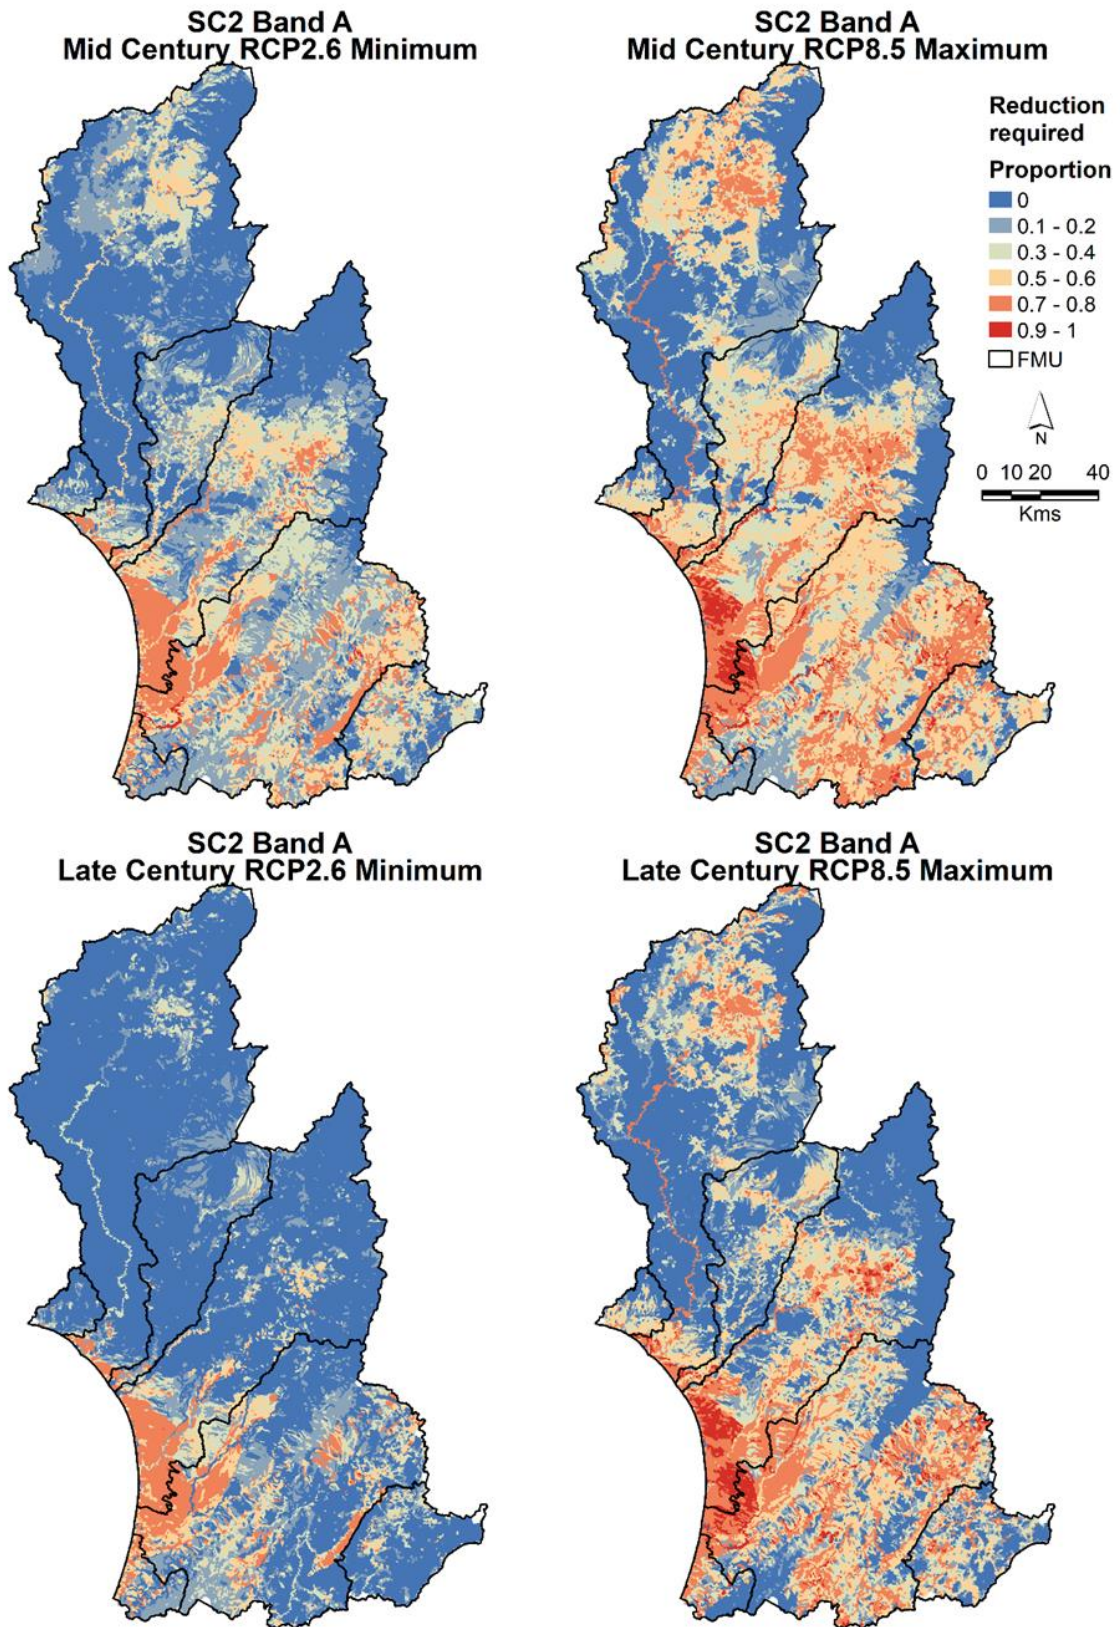 SC2 Band A
Mid Century RCP2.6 Minimum
SC2 Band A
Mid Century RCP8.5 Maximum
Reduction
required
Proportion
0
0.1 - 0.2
0.3 - 0.4
0.5 - 0.6
0.7 - 0.8
0.9 - 1
FMU
N
0 10 20 40
Kms
SC2 Band A
Late Century RCP2.6 Minimum
SC2 Band A
Late Century RCP8.5 Maximum